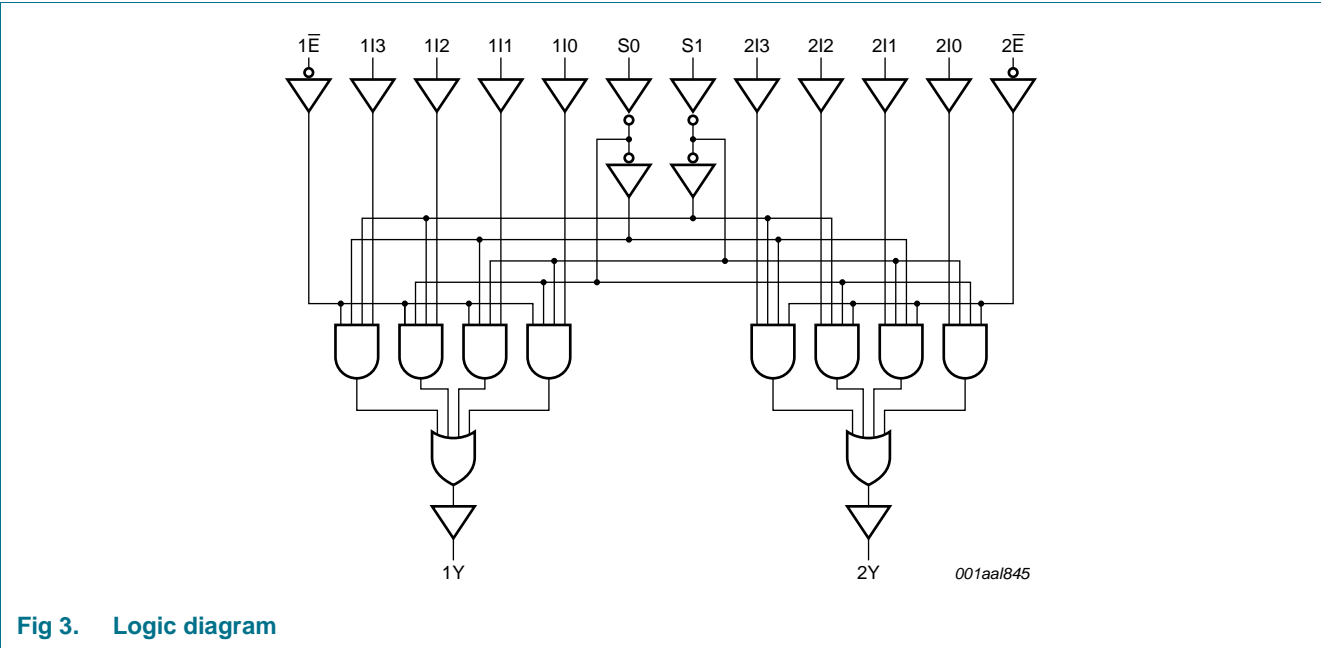 1E̅ 1I3 1I2 1I1 1I0 S0 S1 2I3 2I2 2I1 2I0 2E̅
1Y 2Y 001aal845
Fig 3. Logic diagram